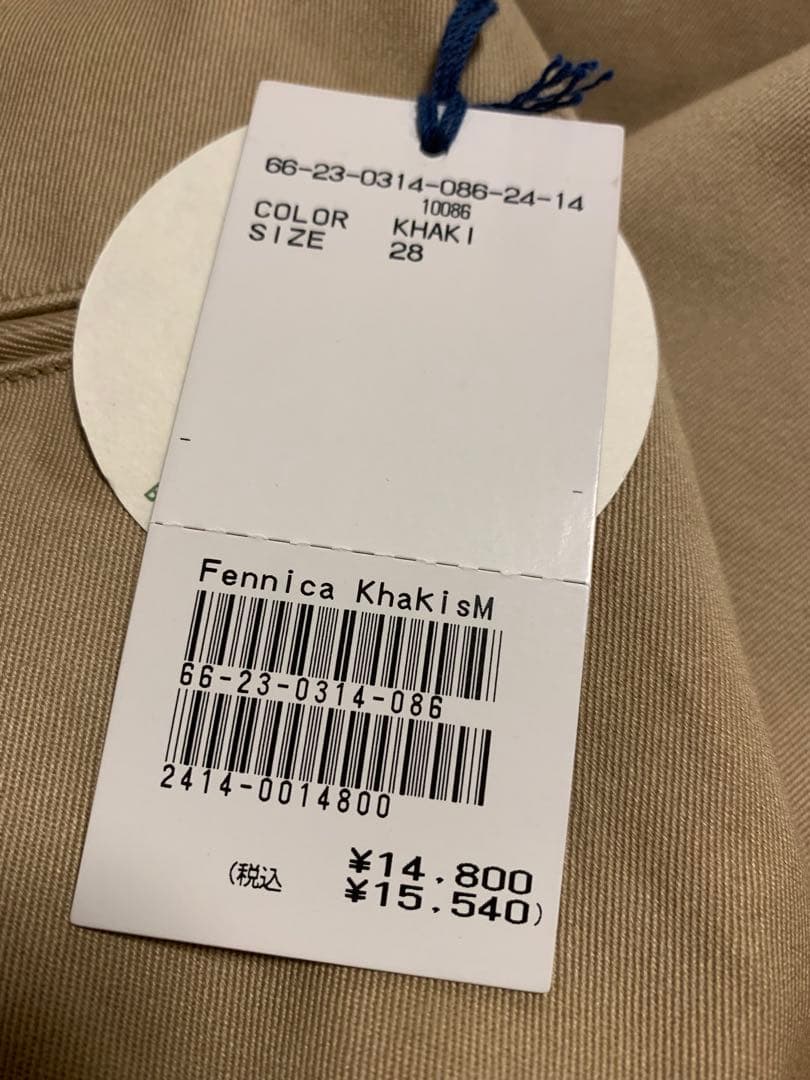 66-23-0314-086-24-14
10086
COLOR KHAKI
SIZE 28
Fennica KhaKisM
66-23-0314-086
2414-0014800
¥14,800
(税込 ¥15,540)